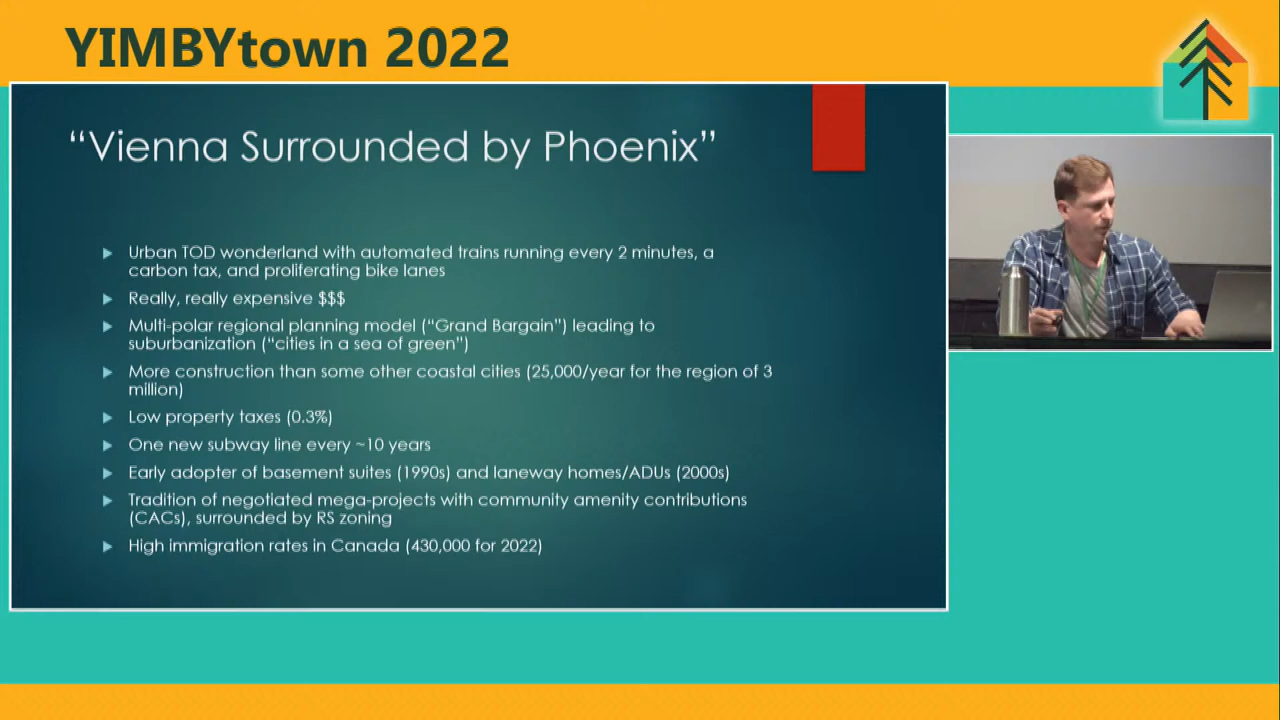 YIMBYtown 2022
“Vienna Surrounded by Phoenix”
Urban TOD wonderland with automated trains running every 2 minutes, a
carbon tax, and proliferating bike lanes
Really, really expensive $$$
Multi-polar regional planning model (“Grand Bargain”) leading to
suburbanization (“cities in a sea of green”)
More construction than some other coastal cities (25,000/year for the region of 3
million)
Low property taxes (0.3%)
One new subway line every ~10 years
Early adopter of basement suites (1990s) and laneway homes/ADUs (2000s)
Tradition of negotiated mega-projects with community amenity contributions
(CACs), surrounded by RS zoning
High immigration rates in Canada (430,000 for 2022)